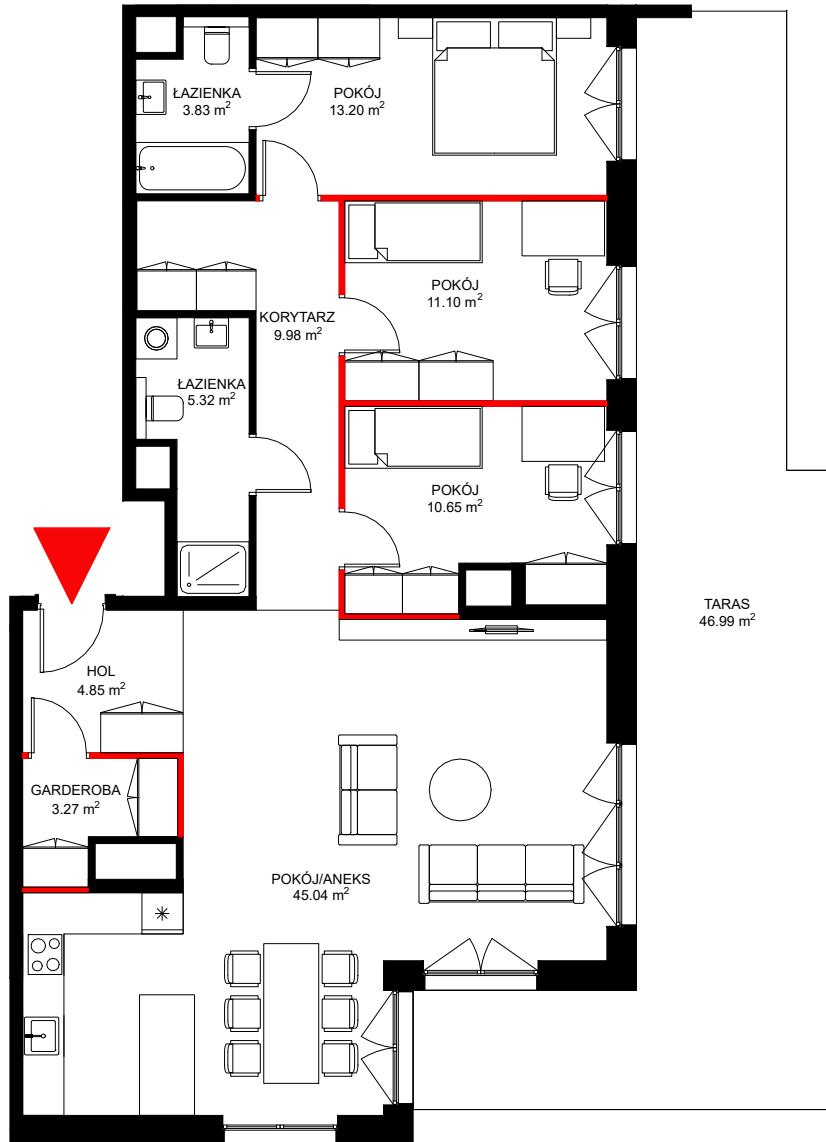 ŁAZIENKA
3.83 m²
POKÓJ
13.20 m²
POKÓJ
11.10 m²
KORYTARZ
9.98 m²
ŁAZIENKA
5.32 m²
POKÓJ
10.65 m²
TARAS
46.99 m²
HOL
4.85 m²
GARDEROBA
3.27 m²
POKÓJ/ANEKS
45.04 m²